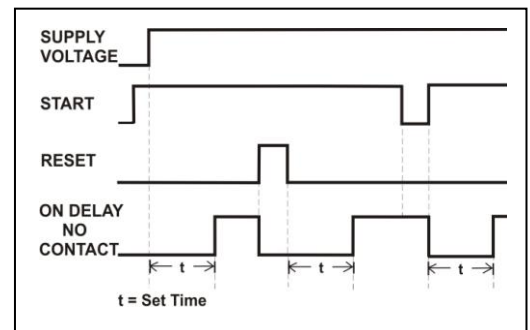 SUPPLY
VOLTAGE
START
RESET
ON DELAY
NO
CONTACT
t
t
t
t = Set Time